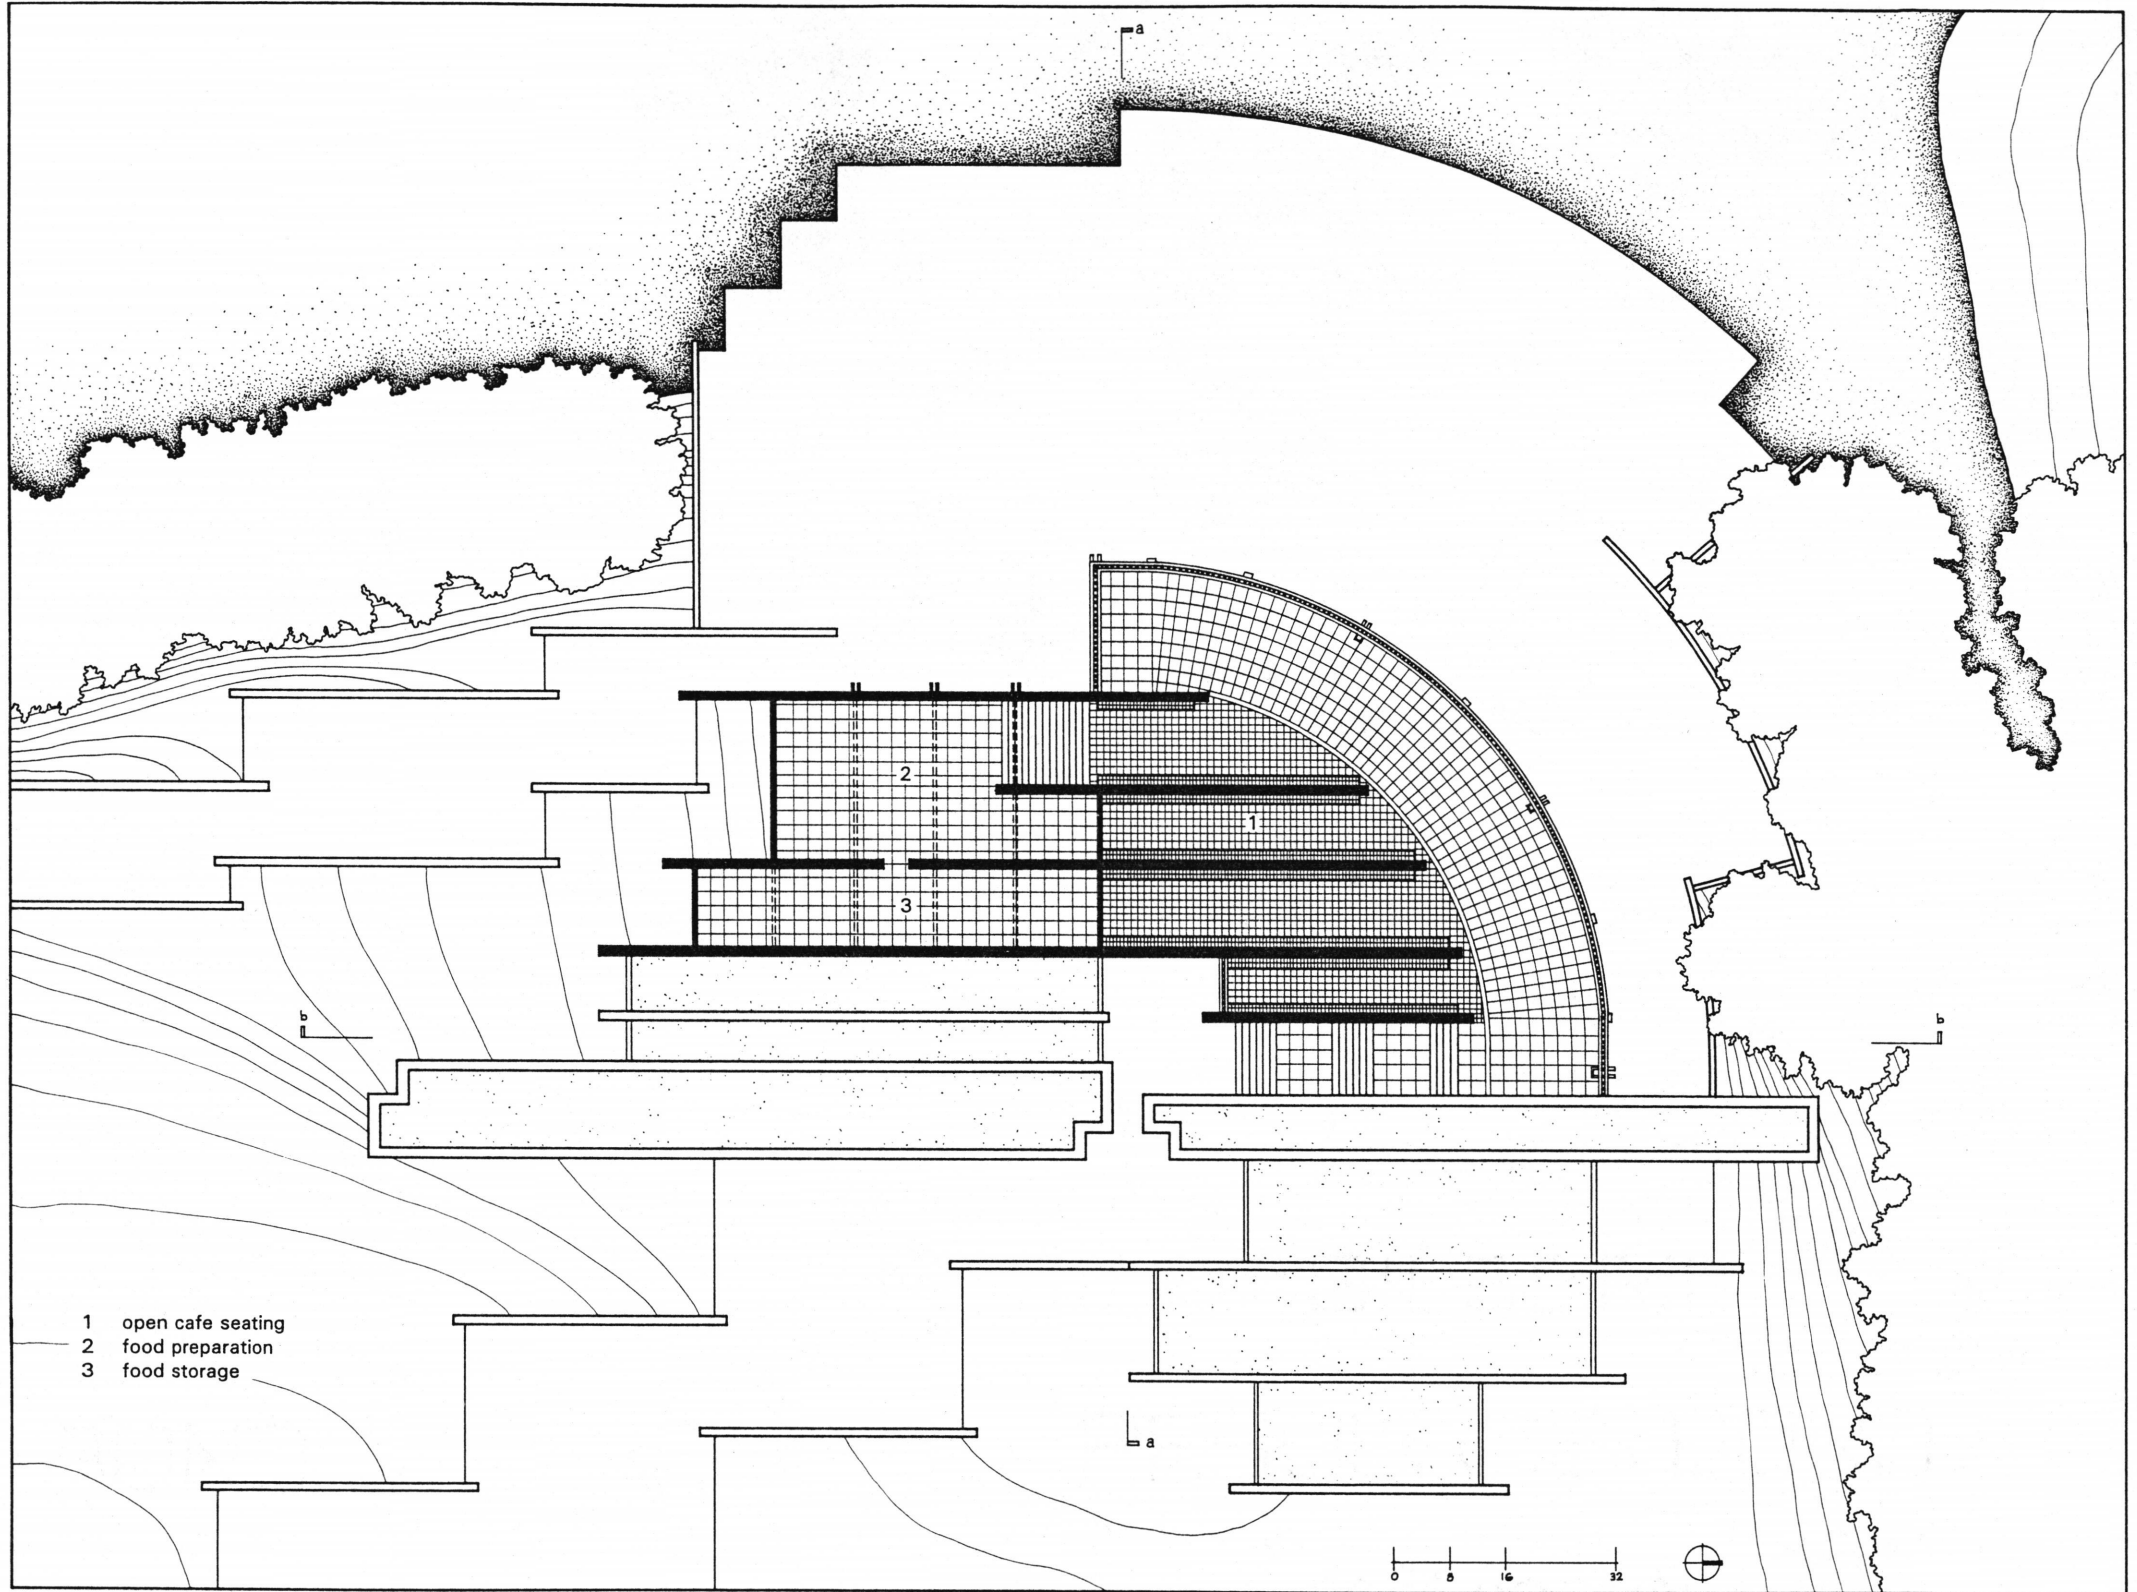 a
2
1
3
b
b
1 open cafe seating
2 food preparation
3 food storage
a
0 8 16 32